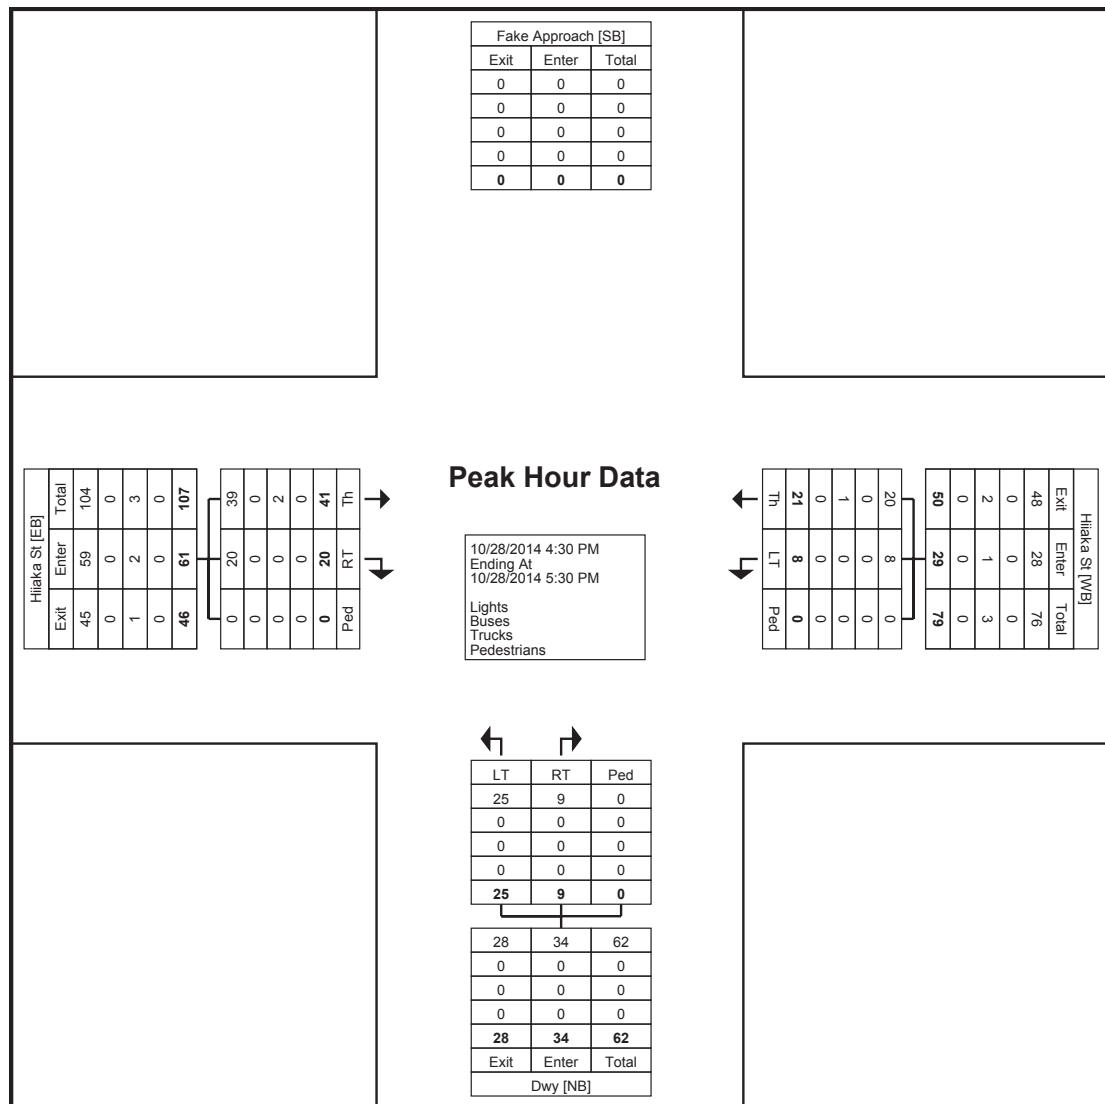 Fake Approach [SB]
Exit Enter Total
0 0 0
0 0 0
0 0 0
0 0 0
0 0 0
Hiiaka St [EB]
Total Enter Exit
104 59 45
0 0 0
3 2 1
0 0 0
107 61 46
39 20 0
0 0 0
2 0 0
0 0 0
41 20 0
Th RT Ped
Peak Hour Data
10/28/2014 4:30 PM
Ending At
10/28/2014 5:30 PM
Lights
Buses
Trucks
Pedestrians
Th LT Ped
21 8 0
0 0 0
1 0 0
0 0 0
20 8 0
50 29 79
0 0 0
2 1 3
0 0 0
48 28 76
Exit Enter Total
Hiiaka St [WB]
LT RT Ped
25 9 0
0 0 0
0 0 0
0 0 0
25 9 0
28 34 62
0 0 0
0 0 0
0 0 0
28 34 62
Exit Enter Total
Dwy [NB]